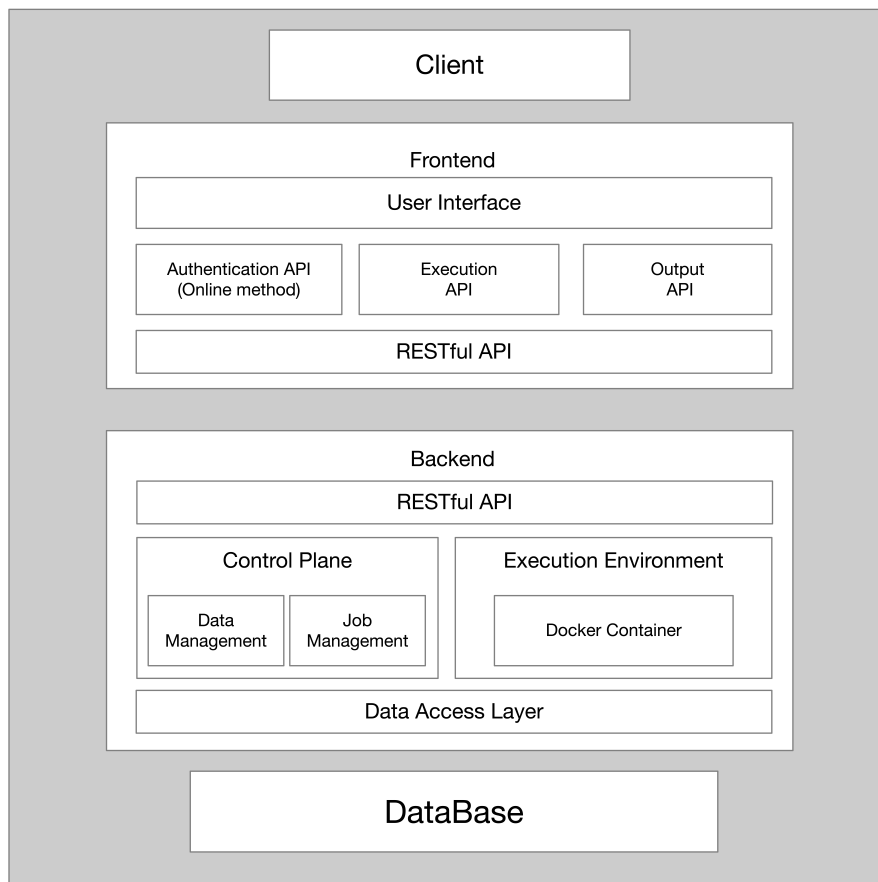 Client
Frontend
User Interface
Authentication API
(Online method)
Execution
API
Output
API
RESTful API
Backend
RESTful API
Control Plane
Data
Management
Job
Management
Execution Environment
Docker Container
Data Access Layer
DataBase